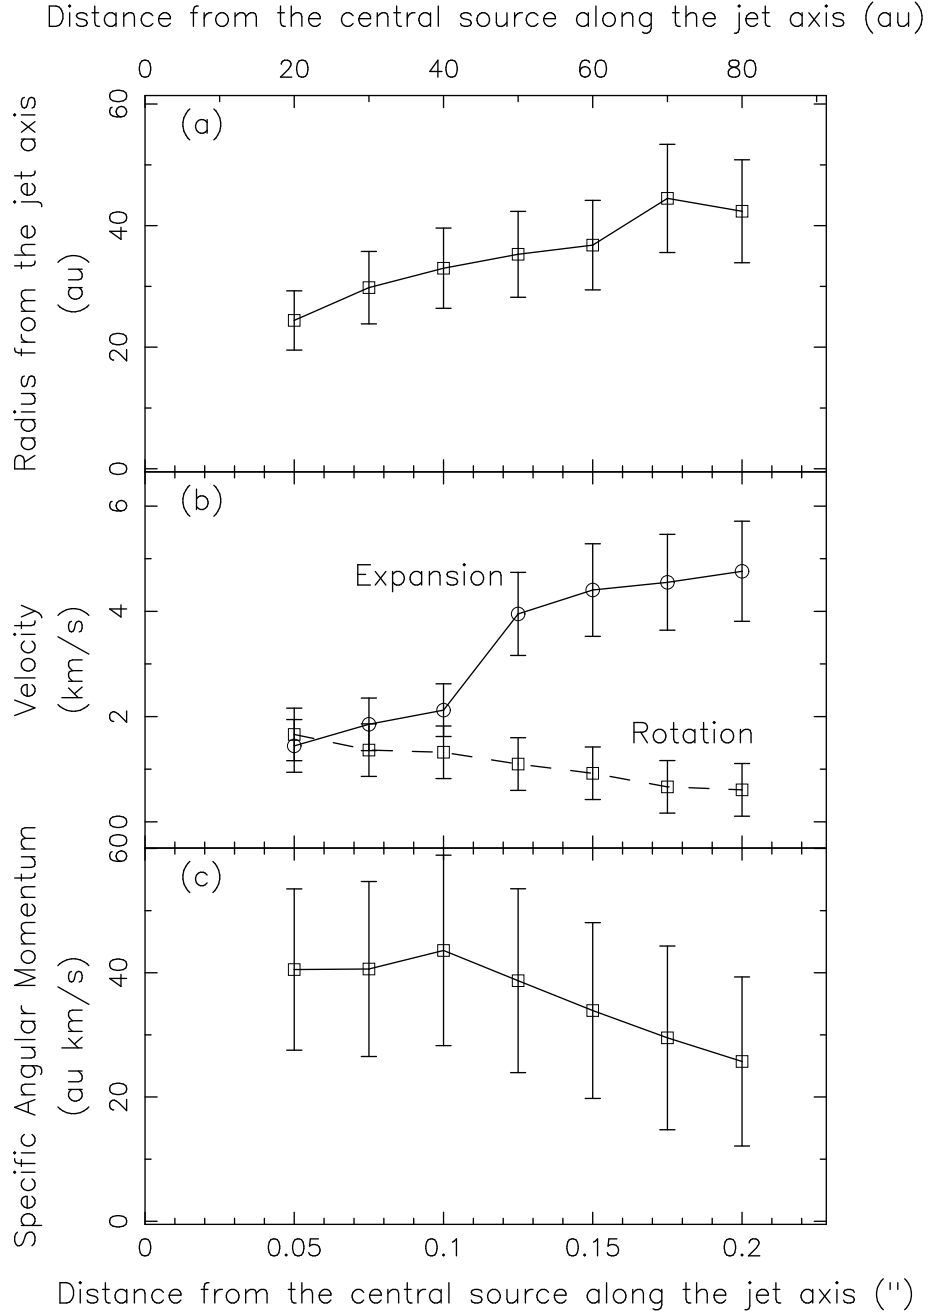 Distance from the central source along the jet axis (au)
0 20 40 60 80
Radius from the jet axis
(au)
60
40
20
0
(a)
Velocity
(km/s)
6
4
2
0
(b)
Expansion
Rotation
Specific Angular Momentum
(au km/s)
60
40
20
0
(c)
0 0.05 0.1 0.15 0.2
Distance from the central source along the jet axis (")